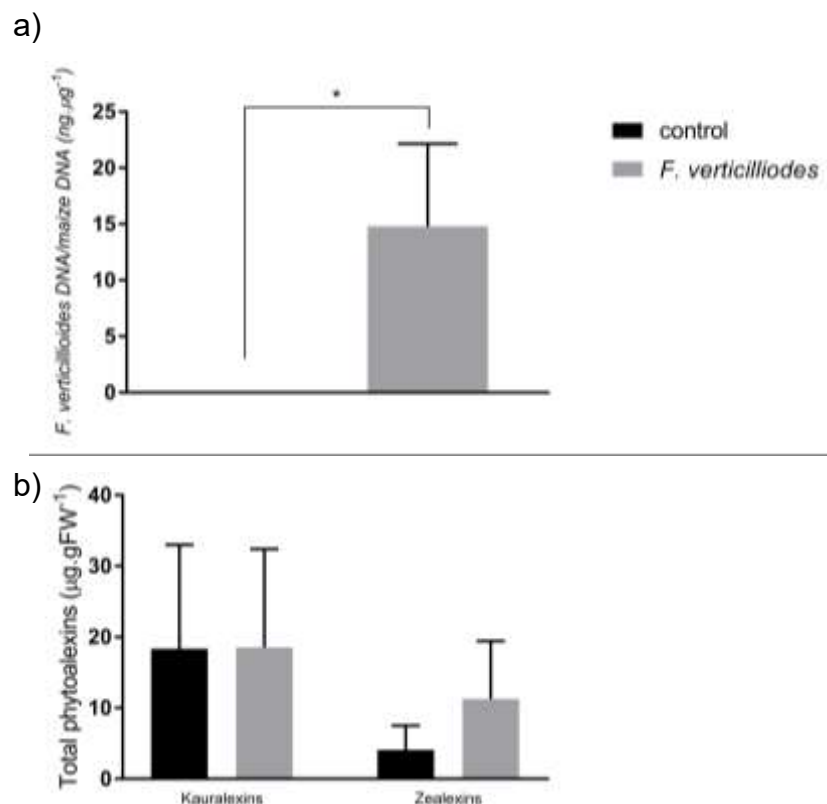 a)
F. verticillioides DNA/maize DNA (ng.µg⁻¹)
25
20
15
10
5
0
*
control
F. verticilliodes
b)
Total phytoalexins (µg.gFW⁻¹)
40
30
20
10
0
Kauralexins
Zealexins